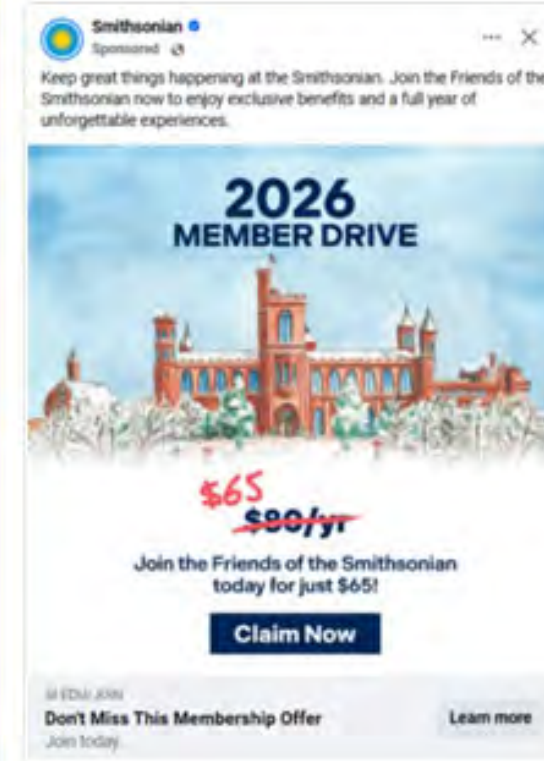 Smithsonian
Sponsored
Keep great things happening at the Smithsonian. Join the Friends of the
Smithsonian now to enjoy exclusive benefits and a full year of
unforgettable experiences.
2026
MEMBER DRIVE
$65
$80/yr
Join the Friends of the Smithsonian
today for just $65!
Claim Now
Don't Miss This Membership Offer
Learn more
Join today.